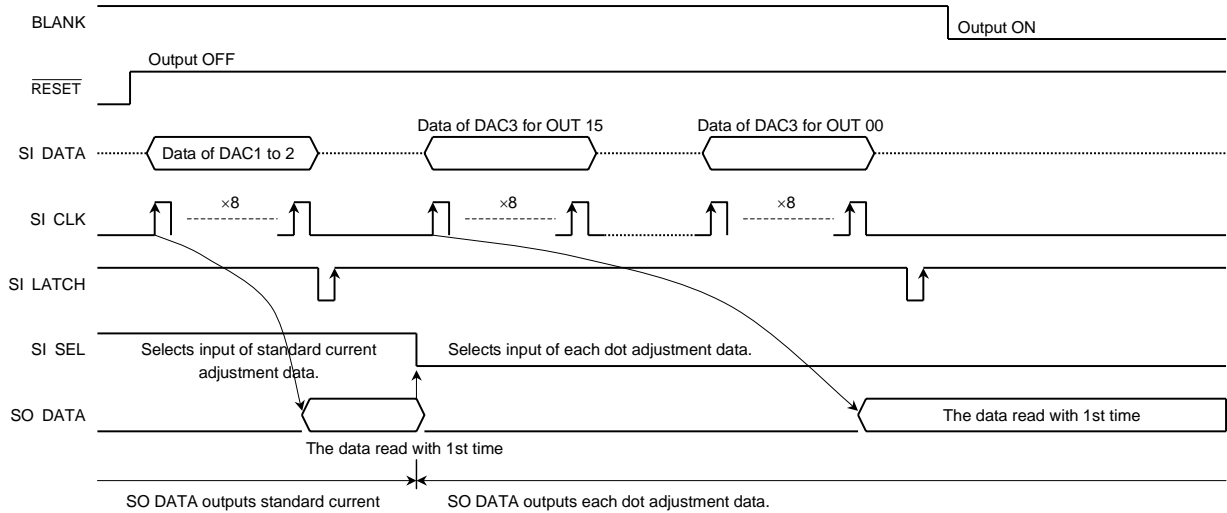 BLANK
Output ON
Output OFF
RESET
Data of DAC3 for OUT 15
Data of DAC3 for OUT 00
SI DATA
Data of DAC1 to 2
×8
×8
×8
SI CLK
SI LATCH
SI SEL
Selects input of standard current
adjustment data.
Selects input of each dot adjustment data.
SO DATA
The data read with 1st time
The data read with 1st time
SO DATA outputs standard current
SO DATA outputs each dot adjustment data.